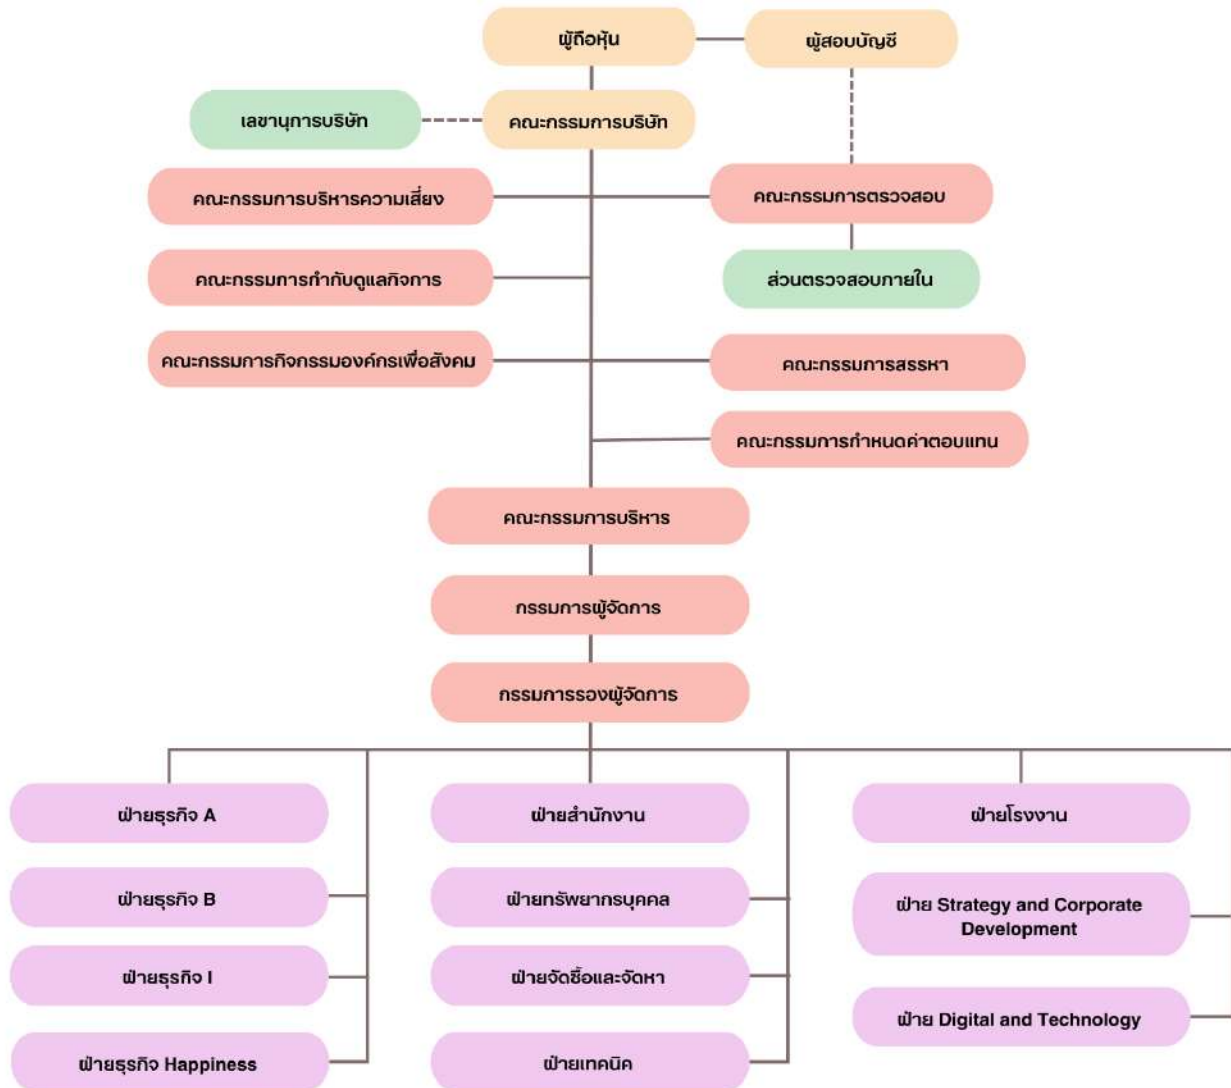 ผู้ถือหุ้น
ผู้สอบบัญชี
เลขานุการบริษัท
คณะกรรมการบริษัท
คณะกรรมการบริหารความเสี่ยง
คณะกรรมการตรวจสอบ
คณะกรรมการกำกับดูแลกิจการ
ส่วนตรวจสอบภายใน
คณะกรรมการกิจกรรมองค์กรเพื่อสังคม
คณะกรรมการสรรหา
คณะกรรมการกำหนดค่าตอบแทน
คณะกรรมการบริหาร
กรรมการผู้จัดการ
กรรมการรองผู้จัดการ
ฝ่ายธุรกิจ A
ฝ่ายสำนักงาน
ฝ่ายโรงงาน
ฝ่ายธุรกิจ B
ฝ่ายทรัพยากรบุคคล
ฝ่าย Strategy and Corporate
Development
ฝ่ายธุรกิจ I
ฝ่ายจัดซื้อและจัดหา
ฝ่าย Digital and Technology
ฝ่ายธุรกิจ Happiness
ฝ่ายเทคนิค